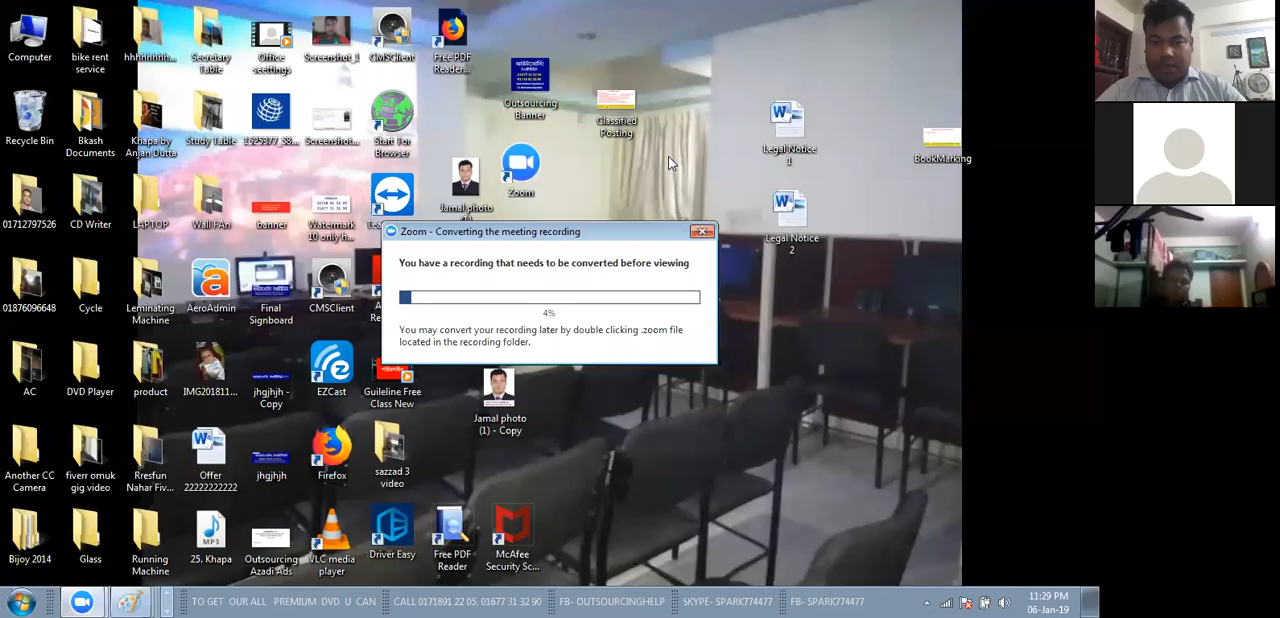 Computer
bike rent
service
hhhhhhhh...
Secretary
Table
Office
seettings
Screenshot_1
CMSClient
Free PDF
Reader...
Recycle Bin
Bkash
Documents
Khapa by
Anjan Dutta
Study Table
1525377_58...
Screenshot...
Start Tor
Browser
Outsourcing
Banner
Classified
Posting
Legal Notice
1
BookMarking
01712797526
CD Writer
LAPTOP
Wall FAn
banner
Watermark
10 only h...
Jamal photo
Zoom
Legal Notice
2
Zoom - Converting the meeting recording
You have a recording that needs to be converted before viewing
4%
You may convert your recording later by double clicking .zoom file
located in the recording folder.
01876096648
Cycle
Leminating
Machine
AeroAdmin
Final
Signboard
CMSClient
AC
DVD Player
product
IMG201811...
jhgjhjh -
Copy
EZCast
Guileline Free
Class New
Jamal photo
(1) - Copy
Another CC
Camera
fiverr omuk
gig video
Rresfun
Nahar Fiv...
Offer
22222222222
jhgjhjh
Firefox
sazzad 3
video
Bijoy 2014
Glass
Running
Machine
MP3
25. Khapa
Outsourcing
Azadi Ads
VLC media
player
Driver Easy
Free PDF
Reader
McAfee
Security Sc...
TO GET OUR ALL PREMIUM DVD U CAN
CALL 0171891 22 05, 01677 31 32 90
FB- OUTSOURCINGHELP
SKYPE- SPARK774477
FB- SPARK774477
11:29 PM
06-Jan-19